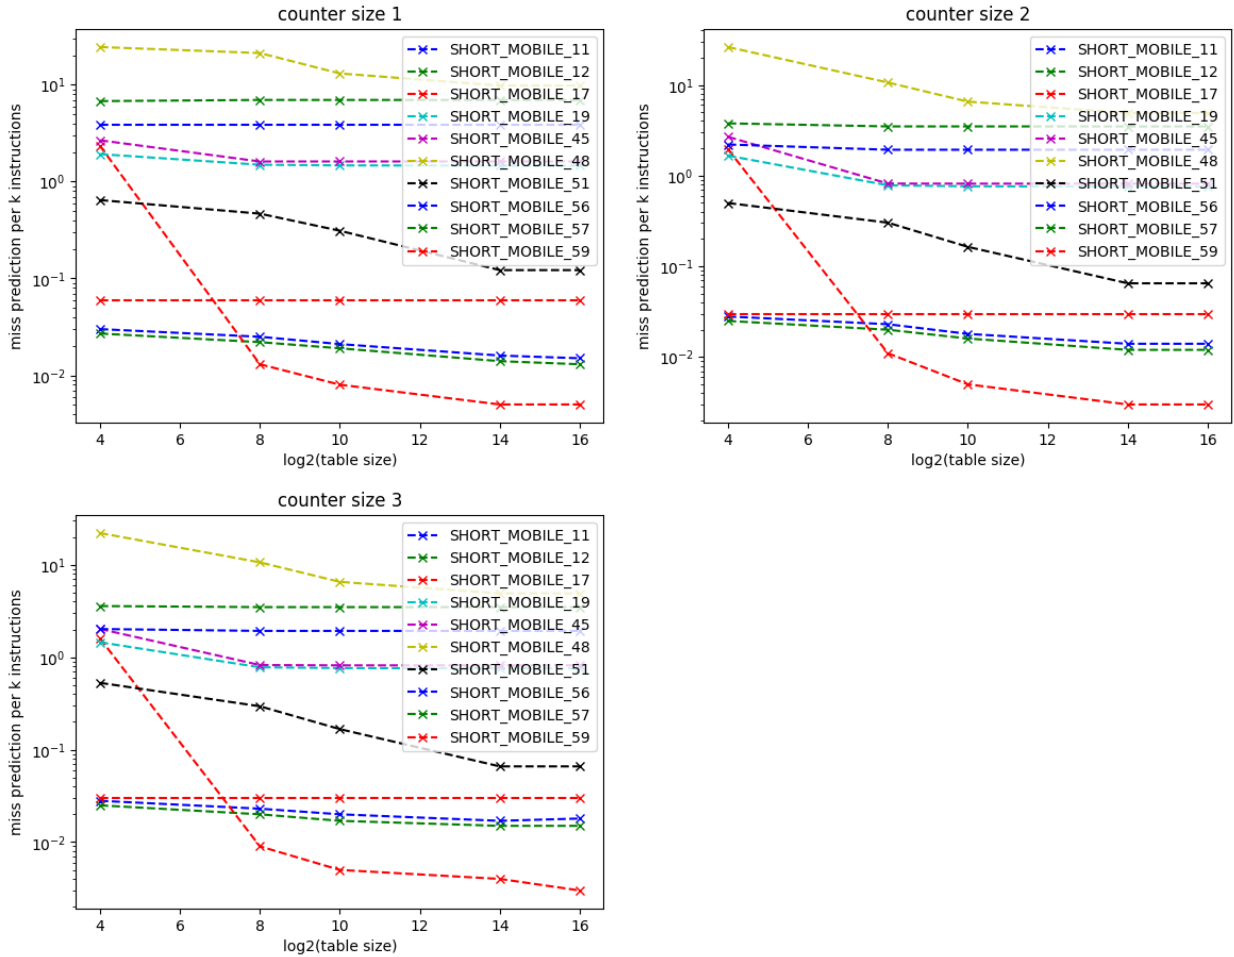 counter size 1
miss prediction per k instructions
10¹
10⁰
10⁻¹
10⁻²
SHORT_MOBILE_11
SHORT_MOBILE_12
SHORT_MOBILE_17
SHORT_MOBILE_19
SHORT_MOBILE_45
SHORT_MOBILE_48
SHORT_MOBILE_51
SHORT_MOBILE_56
SHORT_MOBILE_57
SHORT_MOBILE_59
4 6 8 10 12 14 16
log2(table size)
counter size 2
miss prediction per k instructions
10¹
10⁰
10⁻¹
10⁻²
SHORT_MOBILE_11
SHORT_MOBILE_12
SHORT_MOBILE_17
SHORT_MOBILE_19
SHORT_MOBILE_45
SHORT_MOBILE_48
SHORT_MOBILE_51
SHORT_MOBILE_56
SHORT_MOBILE_57
SHORT_MOBILE_59
4 6 8 10 12 14 16
log2(table size)
counter size 3
miss prediction per k instructions
10¹
10⁰
10⁻¹
10⁻²
SHORT_MOBILE_11
SHORT_MOBILE_12
SHORT_MOBILE_17
SHORT_MOBILE_19
SHORT_MOBILE_45
SHORT_MOBILE_48
SHORT_MOBILE_51
SHORT_MOBILE_56
SHORT_MOBILE_57
SHORT_MOBILE_59
4 6 8 10 12 14 16
log2(table size)